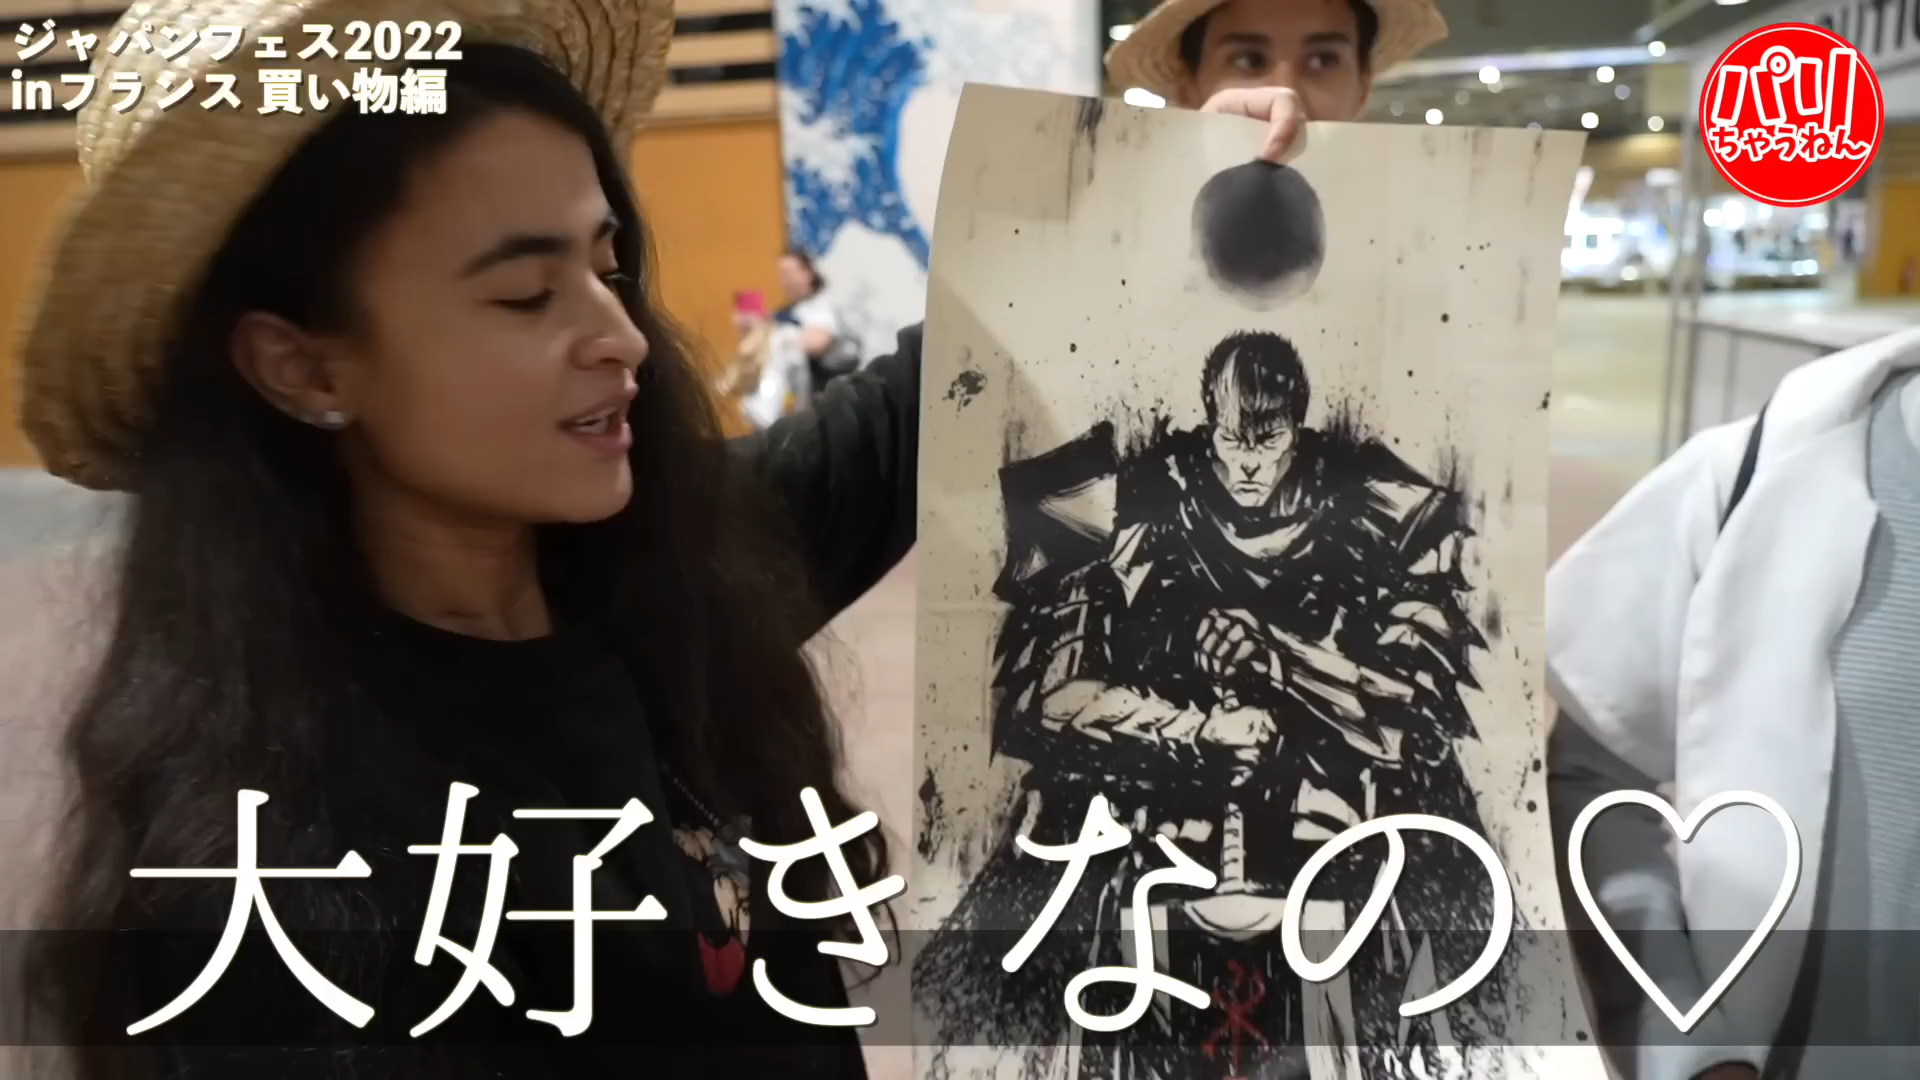 ジャパンフェス2022
inフランス 買い物編
パリ
ちゃうねん
大好きなの♡